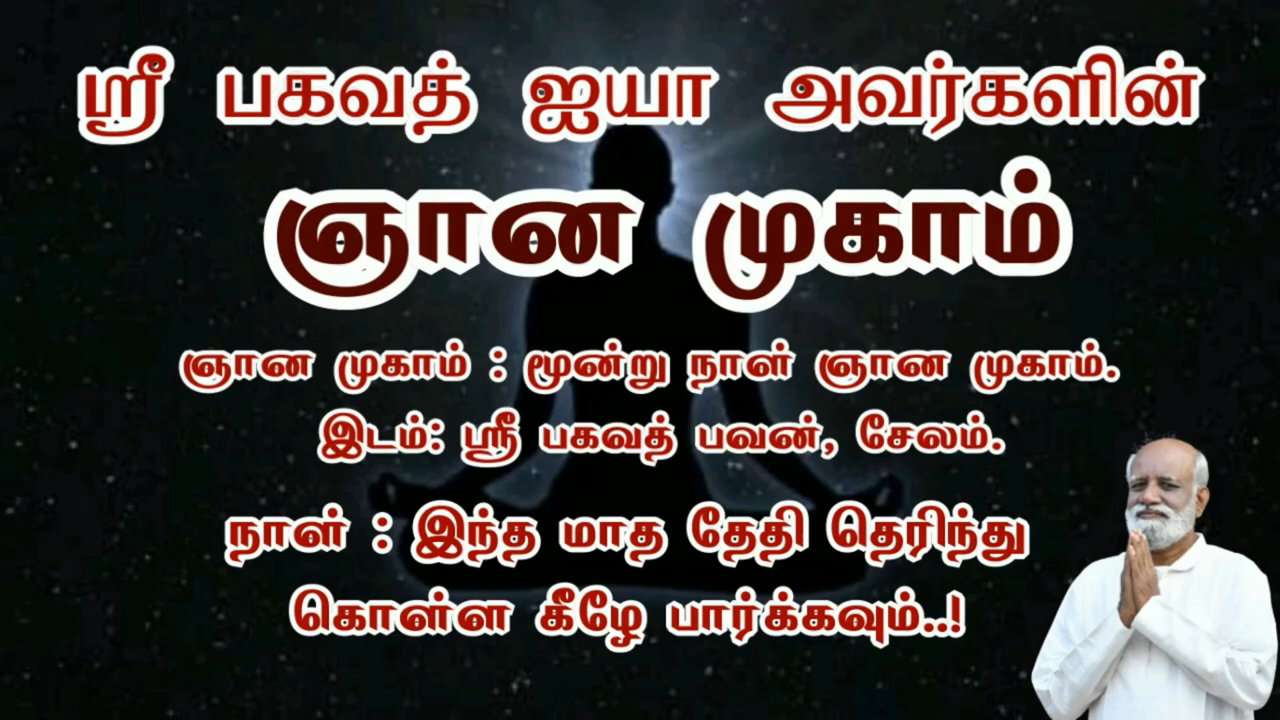 ஸ்ரீ பகவத் ஐயா அவர்களின்
ஞான முகாம்
ஞான முகாம் : மூன்று நாள் ஞான முகாம்.
இடம்: ஸ்ரீ பகவத் பவன், சேலம்.
நாள் : இந்த மாத தேதி தெரிந்து
கொள்ள கீழே பார்க்கவும்..!